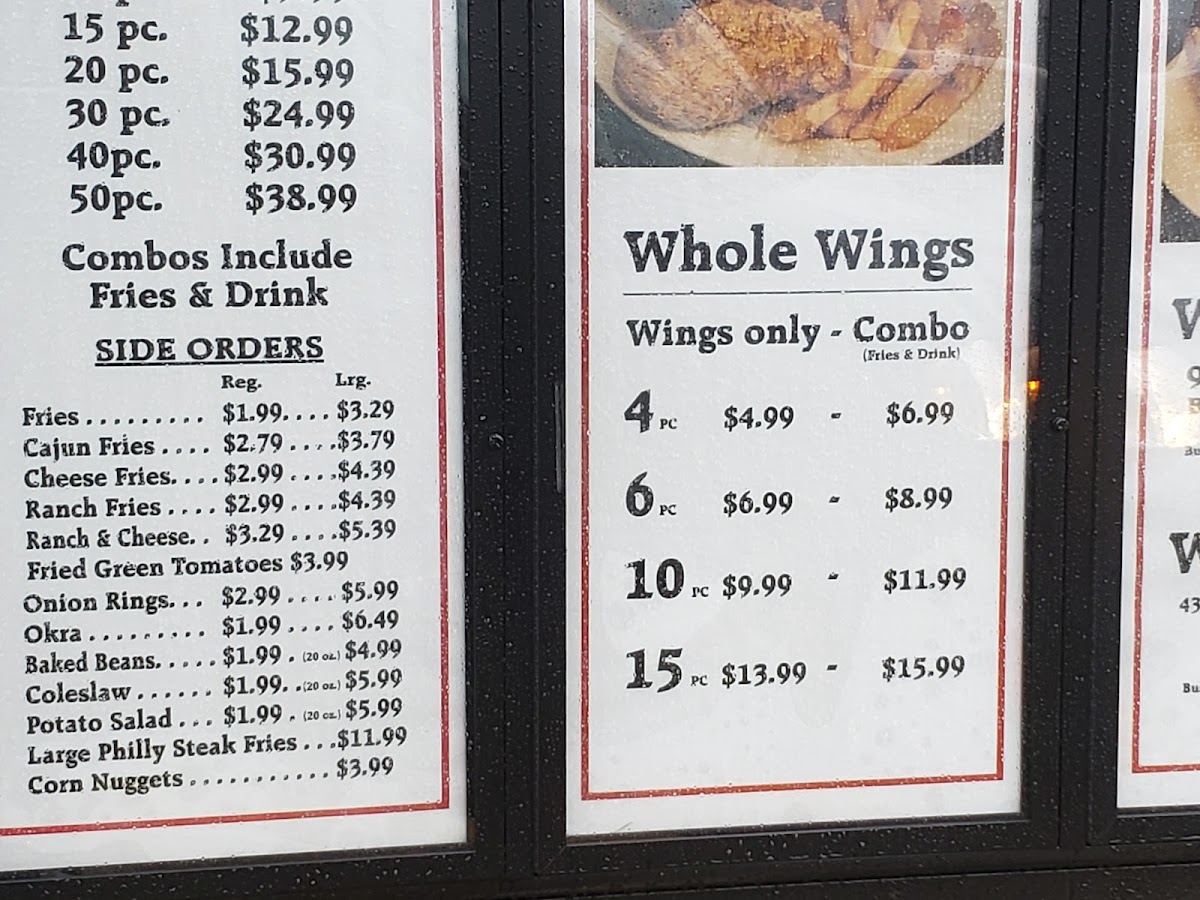 15 pc. $12.99
20 pc. $15.99
30 pc. $24.99
40pc. $30.99
50pc. $38.99
Combos Include
Fries & Drink
SIDE ORDERS
Reg. Lrg.
Fries.......... $1.99.... $3.29
Cajun Fries.... $2.79....$3.79
Cheese Fries....$2.99....$4.39
Ranch Fries.... $2.99....$4.39
Ranch & Cheese.. $3.29....$5.39
Fried Green Tomatoes $3.99
Onion Rings... $2.99.... $5.99
Okra......... $1.99.... $6.49
Baked Beans..... $1.99. (20 oz.) $4.99
Coleslaw...... $1.99..(20 oz.) $5.99
Potato Salad... $1.99. (20 oz.) $5.99
Large Philly Steak Fries...$11.99
Corn Nuggets............ $3.99
Whole Wings
Wings only - Combo
(Fries & Drink)
4 PC $4.99 - $6.99
6 PC $6.99 - $8.99
10 PC $9.99 - $11.99
15 PC $13.99 - $15.99
43